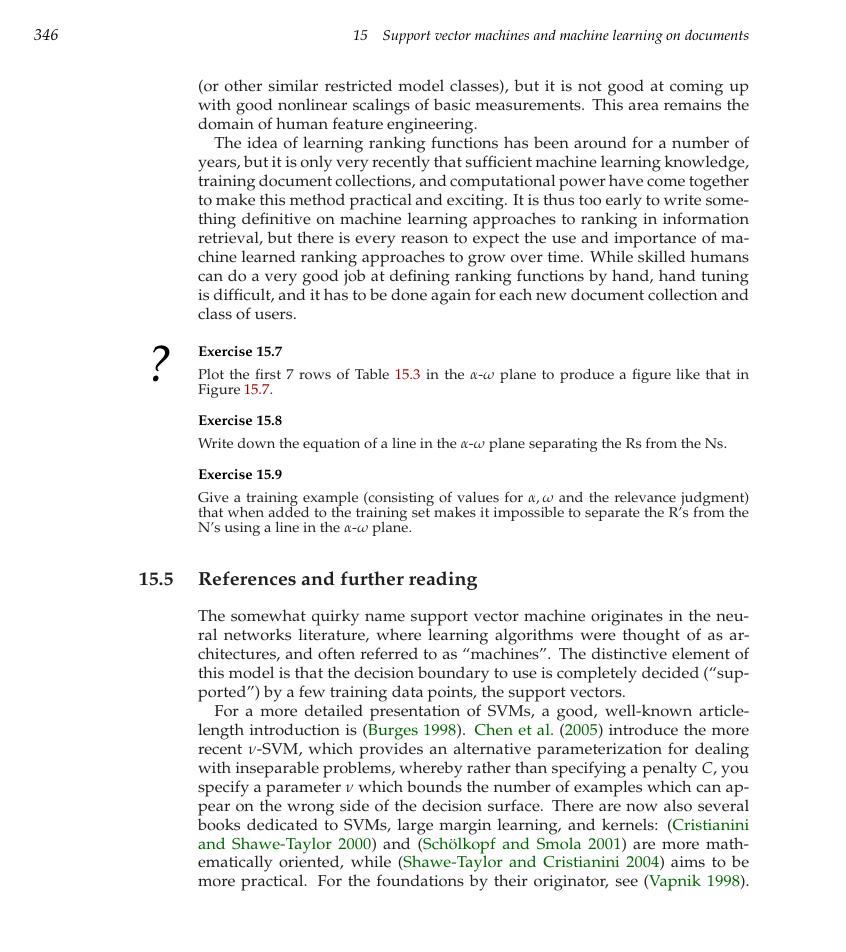 346
15 Support vector machines and machine learning on documents
(or other similar restricted model classes), but it is not good at coming up
with good nonlinear scalings of basic measurements. This area remains the
domain of human feature engineering.
The idea of learning ranking functions has been around for a number of
years, but it is only very recently that sufficient machine learning knowledge,
training document collections, and computational power have come together
to make this method practical and exciting. It is thus too early to write some-
thing definitive on machine learning approaches to ranking in information
retrieval, but there is every reason to expect the use and importance of ma-
chine learned ranking approaches to grow over time. While skilled humans
can do a very good job at defining ranking functions by hand, hand tuning
is difficult, and it has to be done again for each new document collection and
class of users.
?
Exercise 15.7
Plot the first 7 rows of Table 15.3 in the α-ω plane to produce a figure like that in
Figure 15.7.
Exercise 15.8
Write down the equation of a line in the α-ω plane separating the Rs from the Ns.
Exercise 15.9
Give a training example (consisting of values for α, ω and the relevance judgment)
that when added to the training set makes it impossible to separate the R's from the
N's using a line in the α-ω plane.
15.5 References and further reading
The somewhat quirky name support vector machine originates in the neu-
ral networks literature, where learning algorithms were thought of as ar-
chitectures, and often referred to as “machines”. The distinctive element of
this model is that the decision boundary to use is completely decided (“sup-
ported”) by a few training data points, the support vectors.
For a more detailed presentation of SVMs, a good, well-known article-
length introduction is (Burges 1998). Chen et al. (2005) introduce the more
recent ν-SVM, which provides an alternative parameterization for dealing
with inseparable problems, whereby rather than specifying a penalty C, you
specify a parameter ν which bounds the number of examples which can ap-
pear on the wrong side of the decision surface. There are now also several
books dedicated to SVMs, large margin learning, and kernels: (Cristianini
and Shawe-Taylor 2000) and (Schölkopf and Smola 2001) are more math-
ematically oriented, while (Shawe-Taylor and Cristianini 2004) aims to be
more practical. For the foundations by their originator, see (Vapnik 1998).